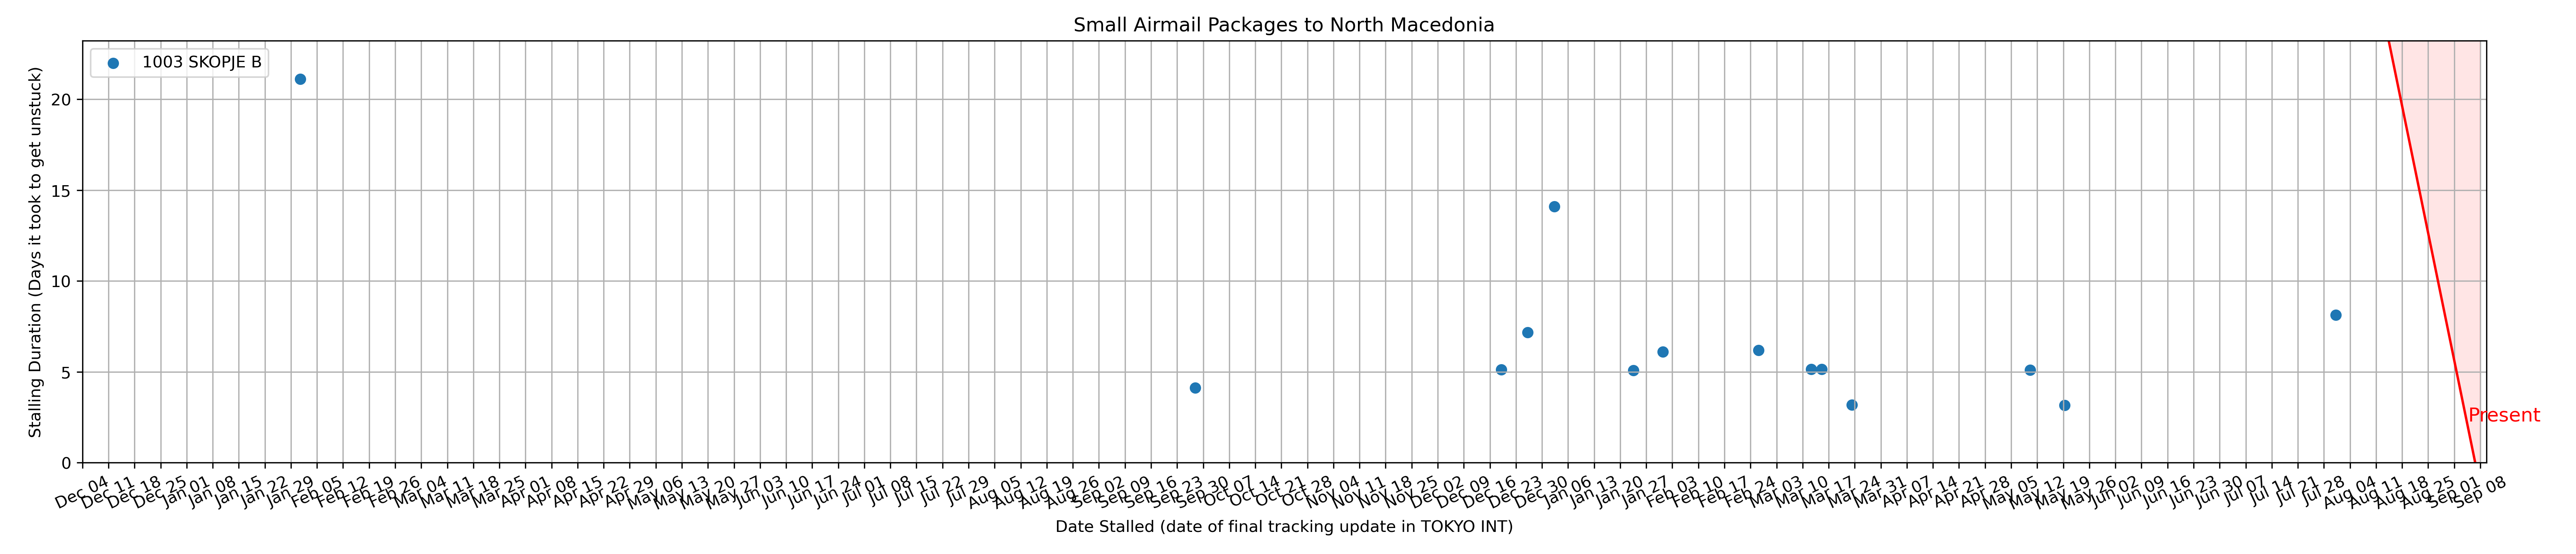 Small Airmail Packages to North Macedonia
1003 SKOPJE B
Stalling Duration (Days it took to get unstuck)
20
15
10
5
0
Present
Dec 04 Dec 11 Dec 18 Dec 25 Jan 01 Jan 08 Jan 15 Jan 22 Jan 29 Feb 05 Feb 12 Feb 19 Feb 26 Mar 04 Mar 11 Mar 18 Mar 25 Apr 01 Apr 08 Apr 15 Apr 22 Apr 29 May 06 May 13 May 20 May 27 Jun 03 Jun 10 Jun 17 Jun 24 Jul 01 Jul 08 Jul 15 Jul 22 Jul 29 Aug 05 Aug 12 Aug 19 Aug 26 Sep 02 Sep 09 Sep 16 Sep 23 Sep 30 Oct 07 Oct 14 Oct 21 Oct 28 Nov 04 Nov 11 Nov 18 Nov 25 Dec 02 Dec 09 Dec 16 Dec 23 Dec 30 Jan 06 Jan 13 Jan 20 Jan 27 Feb 03 Feb 10 Feb 17 Feb 24 Mar 03 Mar 10 Mar 17 Mar 24 Mar 31 Apr 07 Apr 14 Apr 21 Apr 28 May 05 May 12 May 19 May 26 Jun 02 Jun 09 Jun 16 Jun 23 Jun 30 Jul 07 Jul 14 Jul 21 Jul 28 Aug 04 Aug 11 Aug 18 Aug 25 Sep 01 Sep 08
Date Stalled (date of final tracking update in TOKYO INT)